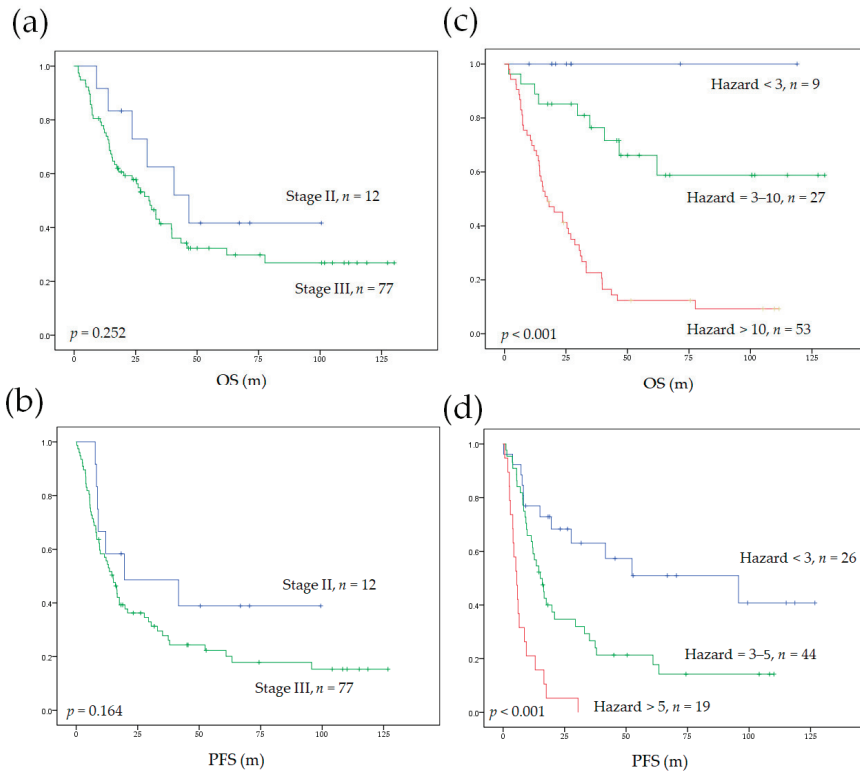 (a)
1.0
0.8
0.6
0.4
0.2
0.0
Stage II, n = 12
Stage III, n = 77
p = 0.252
0 25 50 75 100 125
OS (m)
(c)
1.0
0.8
0.6
0.4
0.2
0.0
Hazard < 3, n = 9
Hazard = 3–10, n = 27
Hazard > 10, n = 53
p < 0.001
0 25 50 75 100 125
OS (m)
(b)
1.0
0.8
0.6
0.4
0.2
0.0
Stage II, n = 12
Stage III, n = 77
p = 0.164
0 25 50 75 100 125
PFS (m)
(d)
1.0
0.8
0.6
0.4
0.2
0.0
Hazard < 3, n = 26
Hazard = 3–5, n = 44
Hazard > 5, n = 19
p < 0.001
0 25 50 75 100 125
PFS (m)